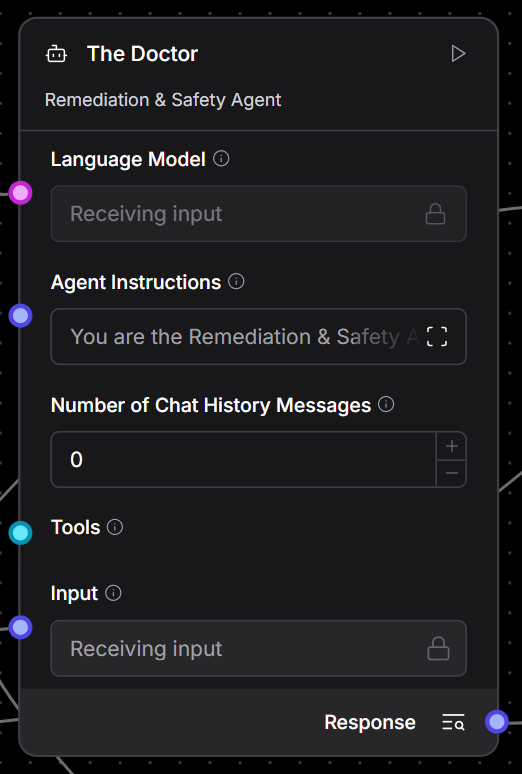 The Doctor
Remediation & Safety Agent
Language Model
Receiving input
Agent Instructions
You are the Remediation & Safety A
Number of Chat History Messages
0
Tools
Input
Receiving input
Response